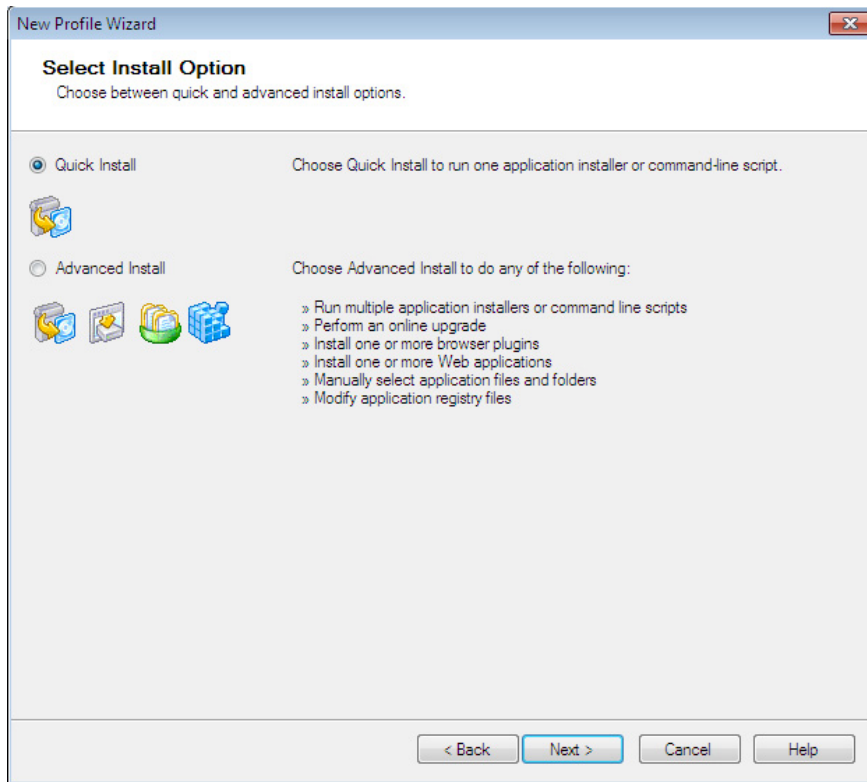 New Profile Wizard
Select Install Option
Choose between quick and advanced install options.
Quick Install
Choose Quick Install to run one application installer or command-line script.
Advanced Install
Choose Advanced Install to do any of the following:
» Run multiple application installers or command line scripts
» Perform an online upgrade
» Install one or more browser plugins
» Install one or more Web applications
» Manually select application files and folders
» Modify application registry files
< Back
Next >
Cancel
Help